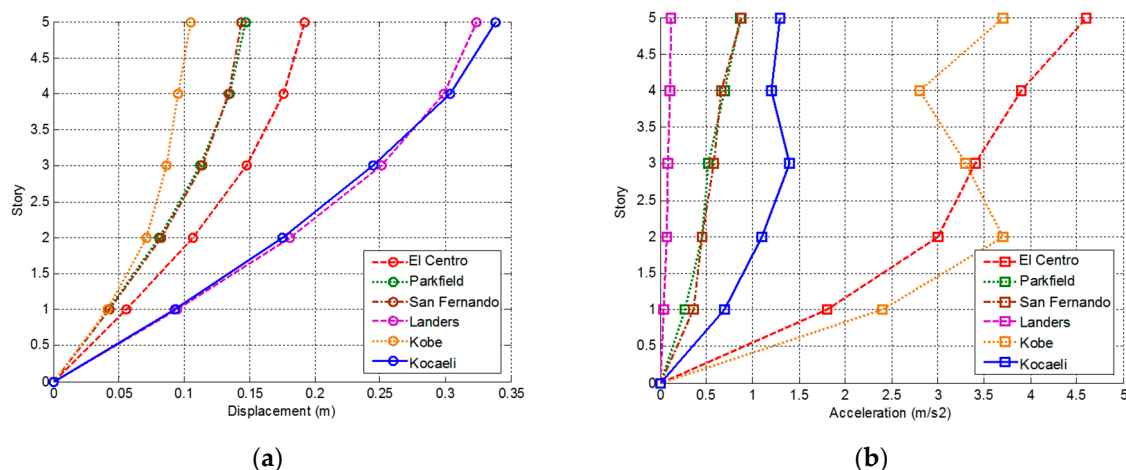 5
4.5
4
3.5
3
2.5
2
1.5
1
0.5
0
Story
0
0.05
0.1
0.15
0.2
0.25
0.3
0.35
Displacement (m)
El Centro
Parkfield
San Fernando
Landers
Kobe
Kocaeli
(a)
5
4.5
4
3.5
3
2.5
2
1.5
1
0.5
0
Story
0
0.5
1
1.5
2
2.5
3
3.5
4
4.5
5
Acceleration (m/s2)
El Centro
Parkfield
San Fernando
Landers
Kobe
Kocaeli
(b)